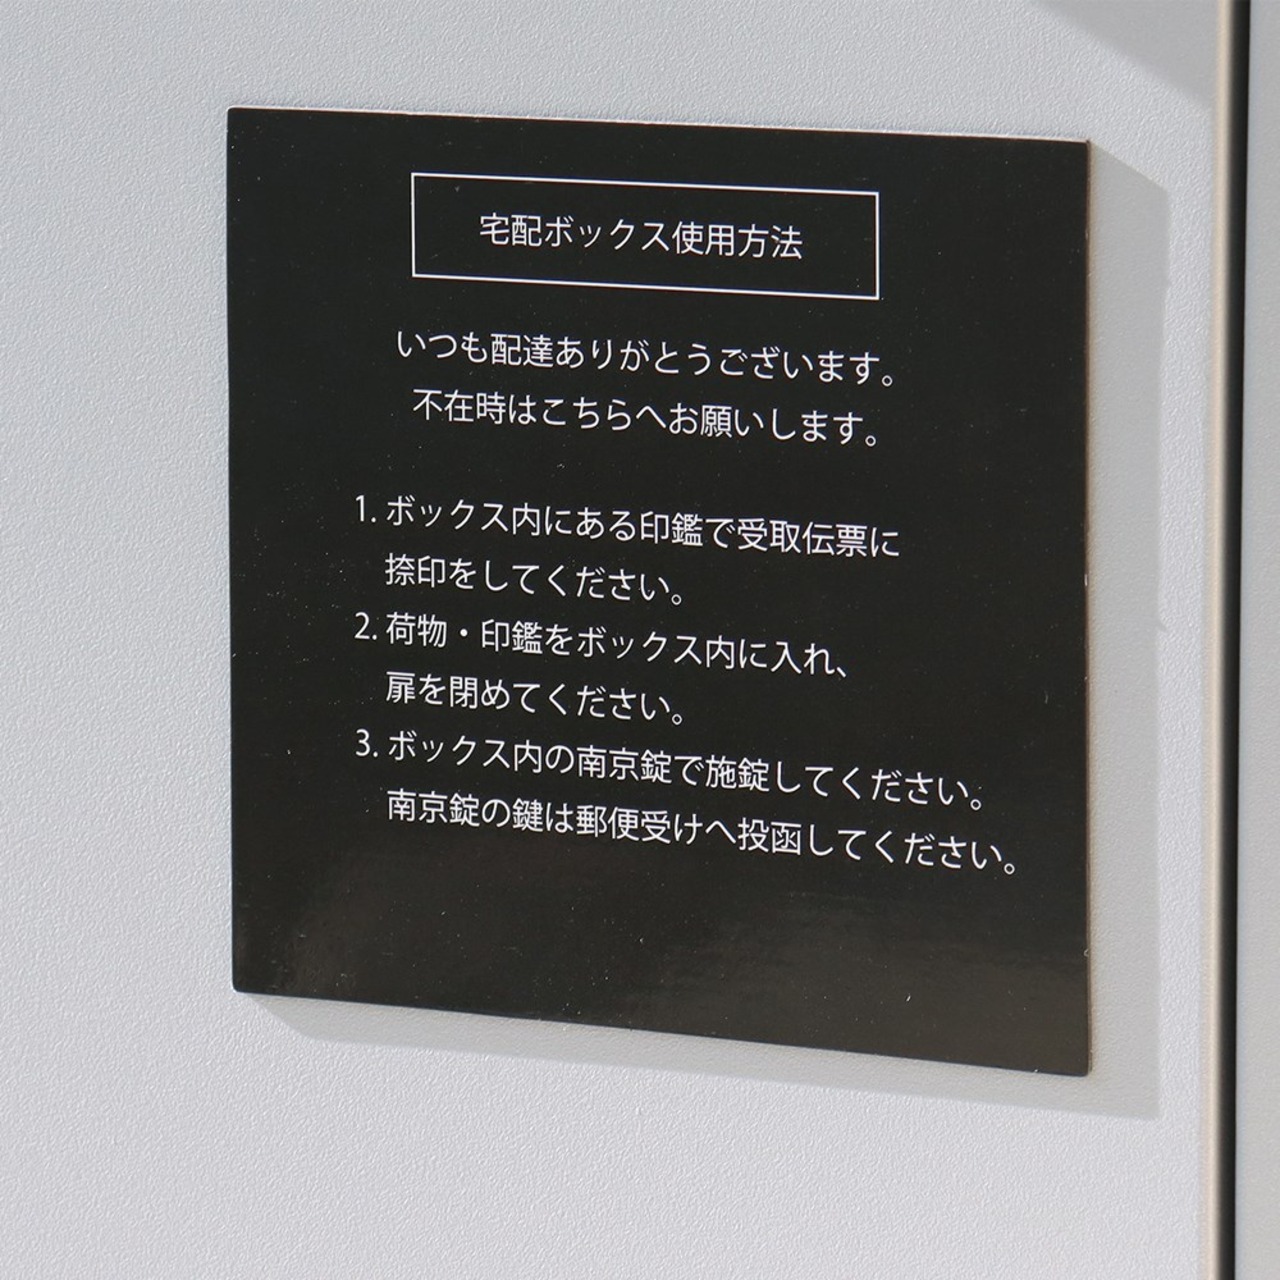 宅配ボックス使用方法
いつも配達ありがとうございます。
不在時はこちらへお願いします。
1. ボックス内にある印鑑で受取伝票に
捺印をしてください。
2. 荷物・印鑑をボックス内に入れ、
扉を閉めてください。
3. ボックス内の南京錠で施錠してください。
南京錠の鍵は郵便受けへ投函してください。